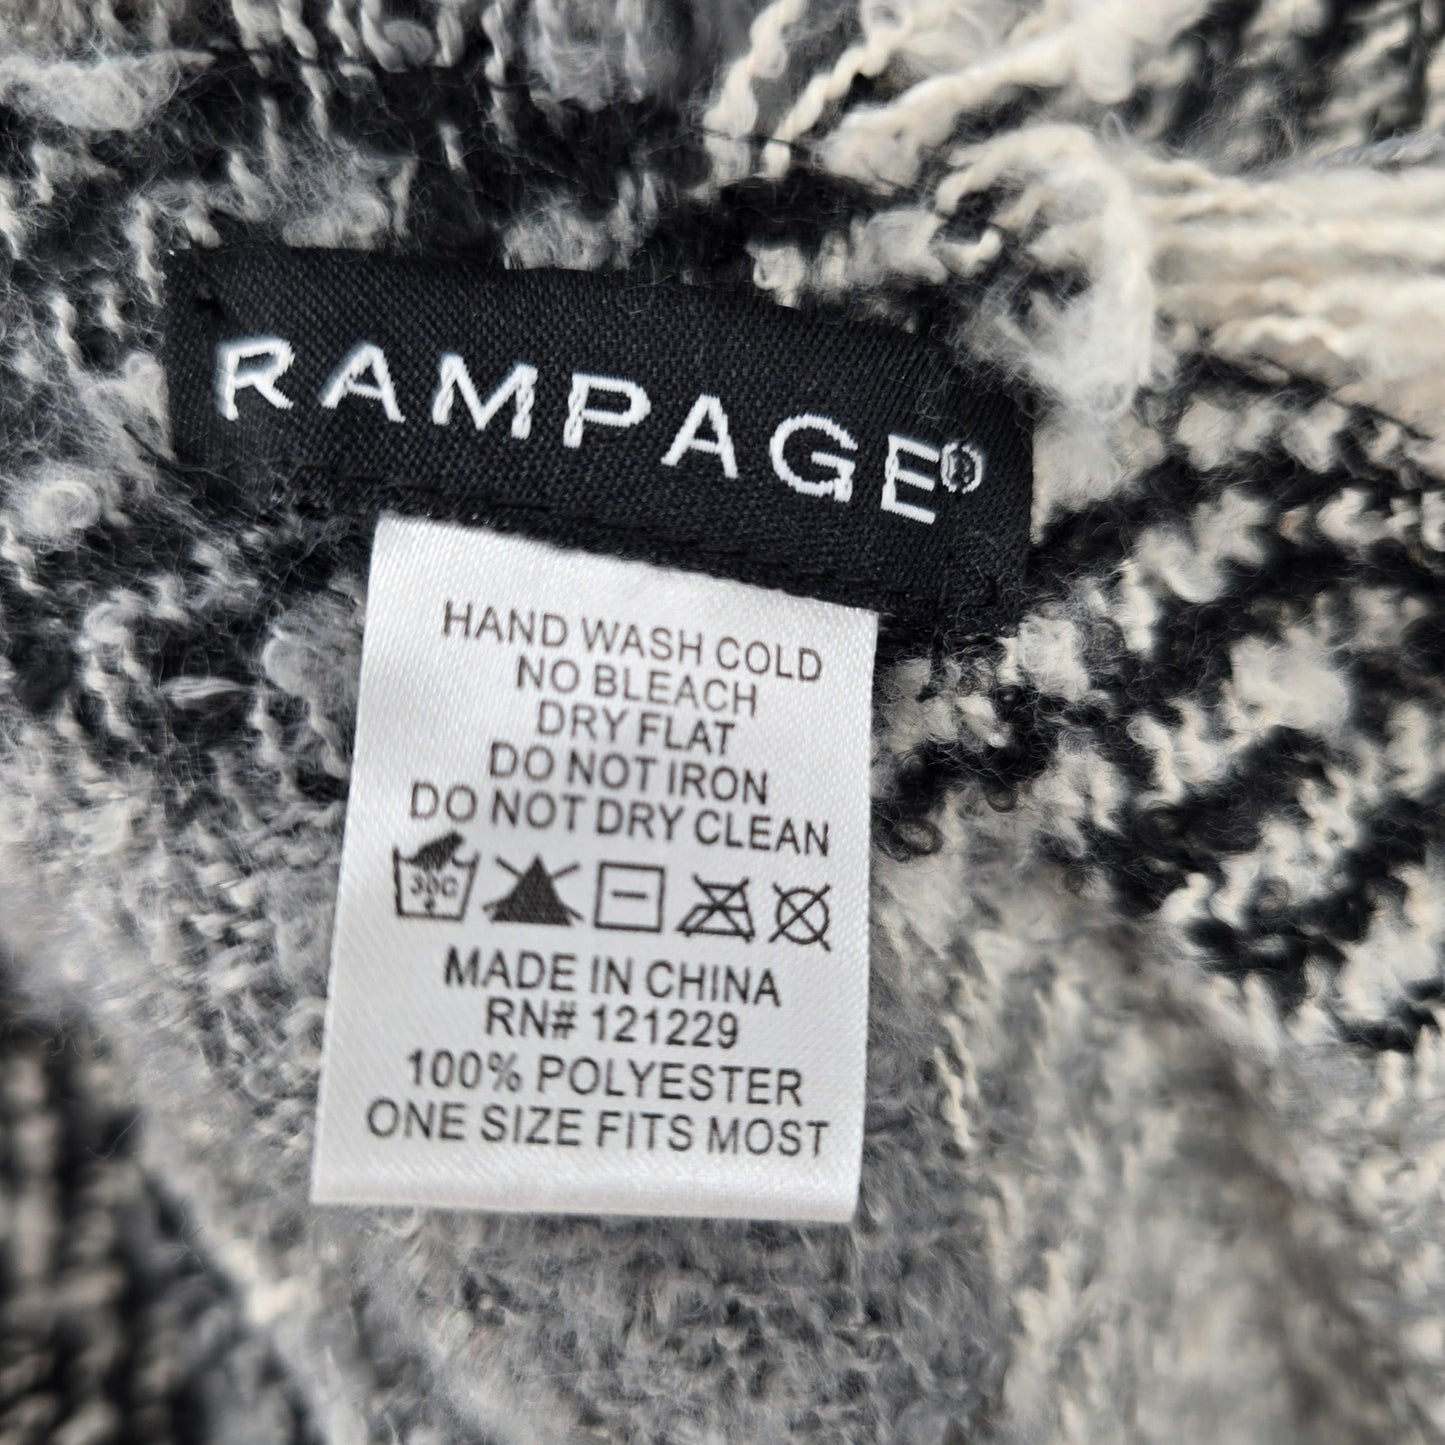 RAMPAGE®
HAND WASH COLD
NO BLEACH
DRY FLAT
DO NOT IRON
DO NOT DRY CLEAN
30C
MADE IN CHINA
RN# 121229
100% POLYESTER
ONE SIZE FITS MOST